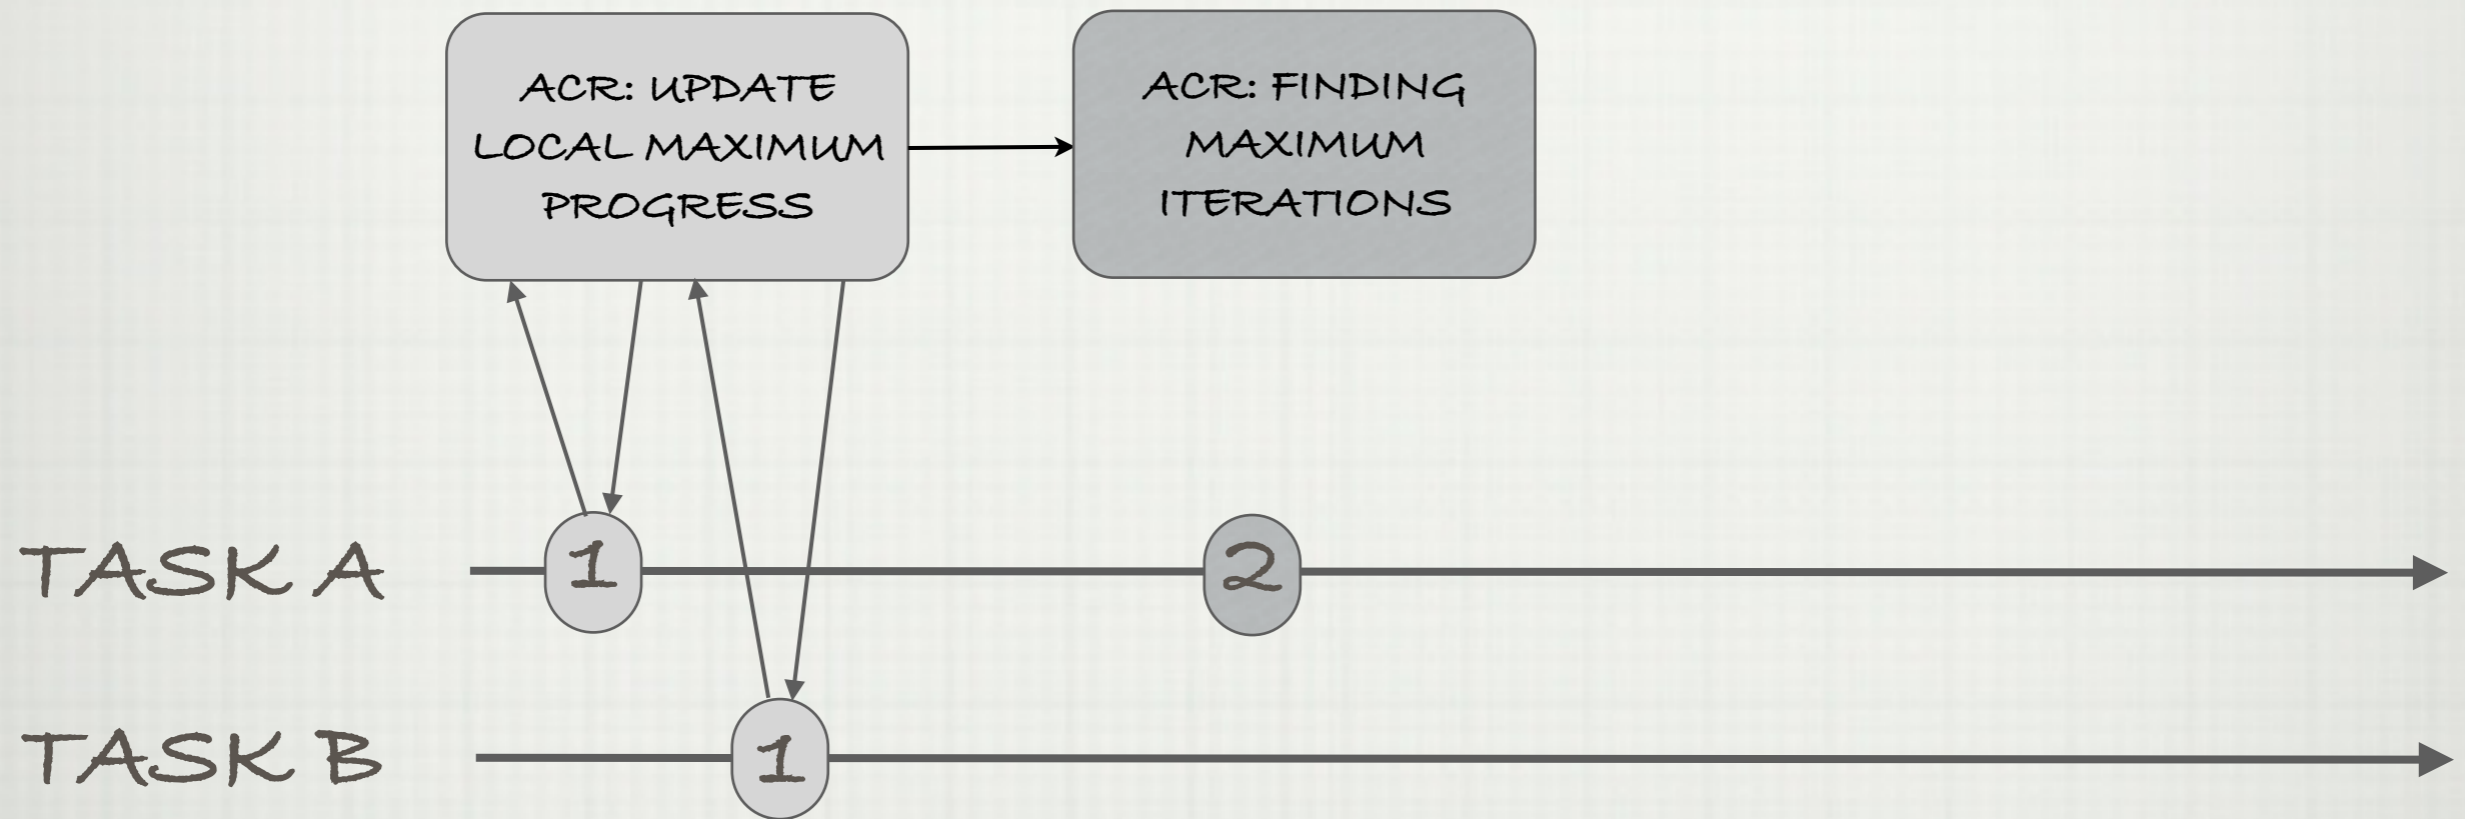 ACR: UPDATE
LOCAL MAXIMUM
PROGRESS
ACR: FINDING
MAXIMUM
ITERATIONS
TASK A
1
2
TASK B
1